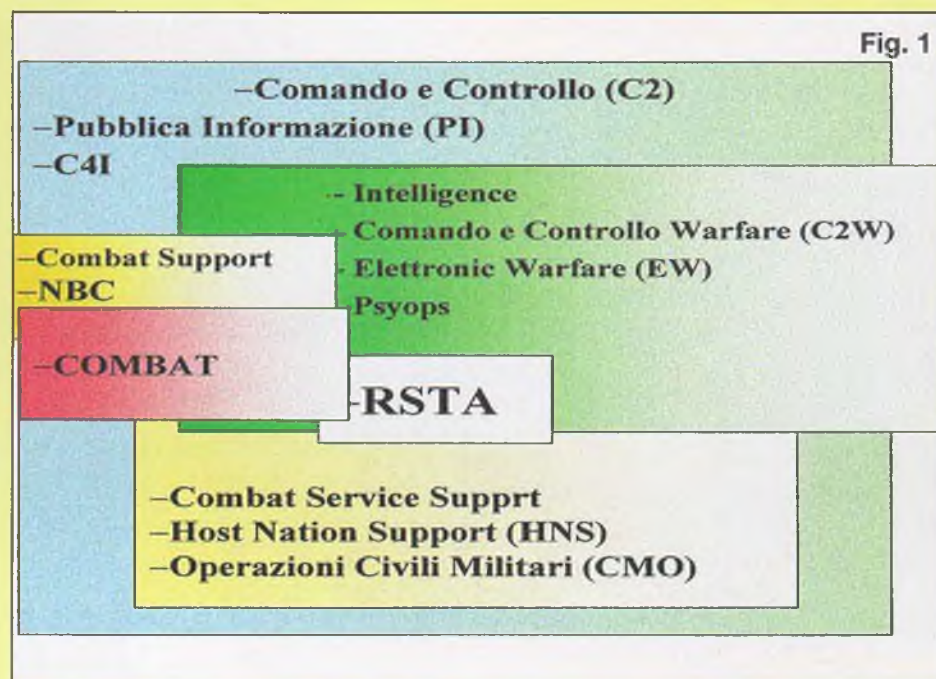 Fig. 1
–Comando e Controllo (C2)
–Pubblica Informazione (PI)
–C4I
- Intelligence
- Comando e Controllo Warfare (C2W)
- Elettronic Warfare (EW)
-Psyops
–Combat Support
–NBC
–COMBAT
-RSTA
–Combat Service Supprt
–Host Nation Support (HNS)
–Operazioni Civili Militari (CMO)